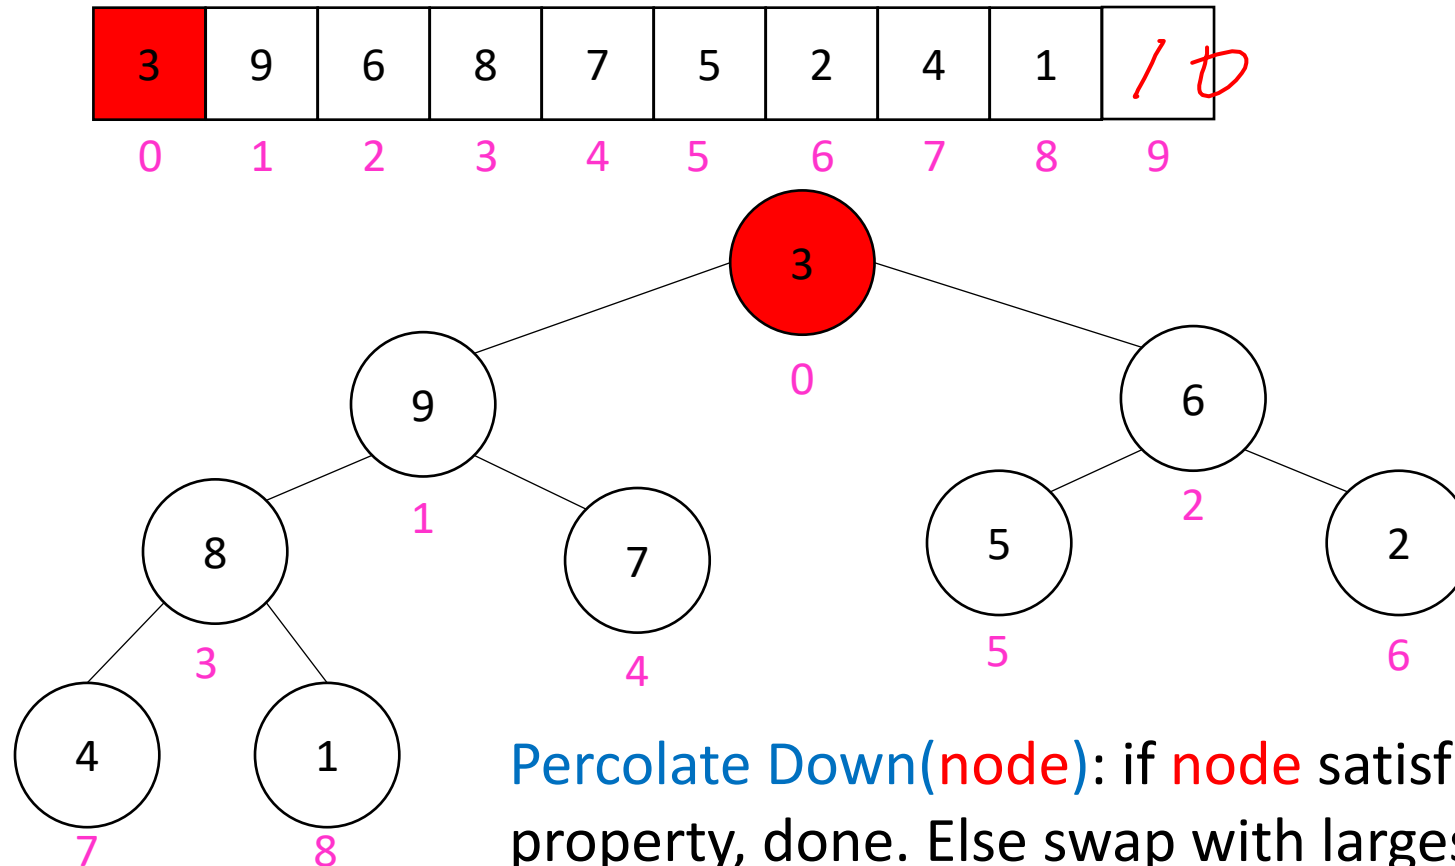 3 9 6 8 7 5 2 4 1 10
0 1 2 3 4 5 6 7 8 9
3
0
9 6
1 2
8 7 5 2
3 4 5 6
4 1
7 8
Percolate Down(node): if node satisf
property, done. Else swap with larges